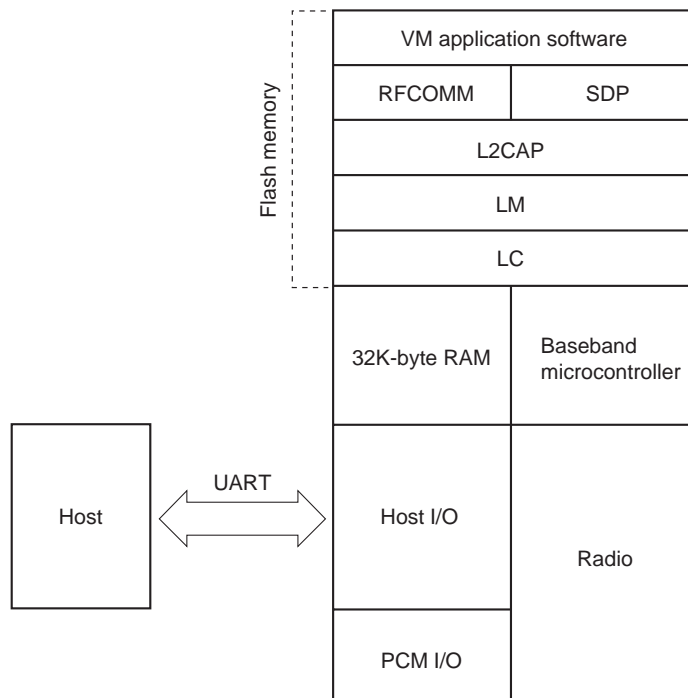 VM application software
RFCOMM
SDP
L2CAP
LM
LC
Flash memory
32K-byte RAM
Baseband
microcontroller
Host
UART
Host I/O
Radio
PCM I/O